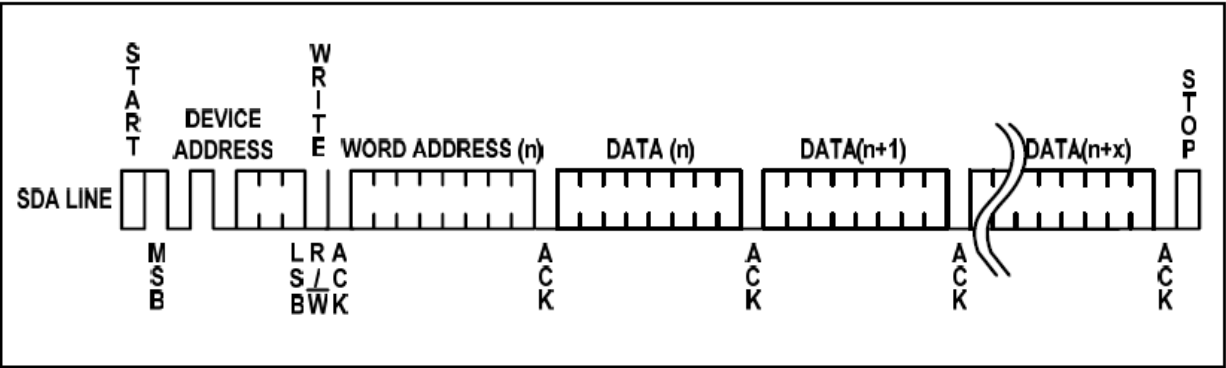 START
WRITE
STOP
DEVICE
ADDRESS
WORD ADDRESS (n)
DATA (n)
DATA(n+1)
DATA(n+x)
SDA LINE
MSB
LSB
R/W
ACK
ACK
ACK
ACK
ACK